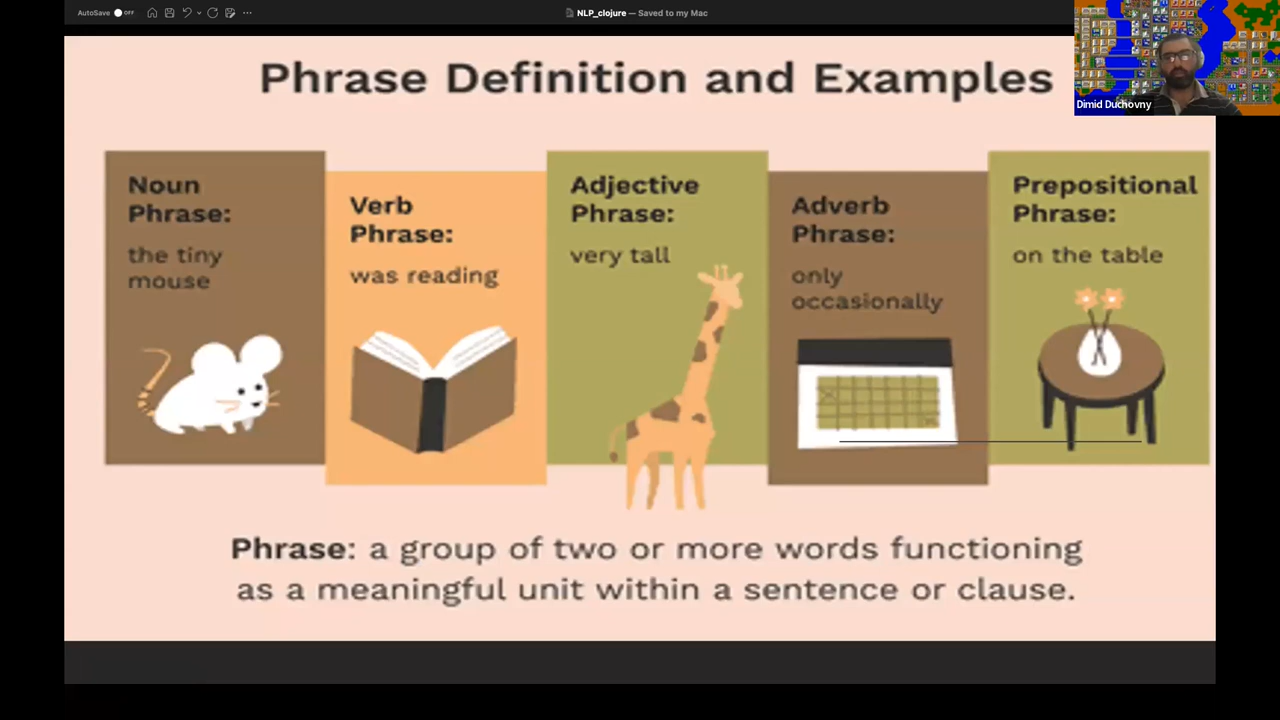 AutoSave OFF
NLP_clojure — Saved to my Mac
Dimid Duchovny
Phrase Definition and Examples
Noun
Phrase:
the tiny
mouse
Verb
Phrase:
was reading
Adjective
Phrase:
very tall
Adverb
Phrase:
only
occasionally
Prepositional
Phrase:
on the table
Phrase: a group of two or more words functioning
as a meaningful unit within a sentence or clause.